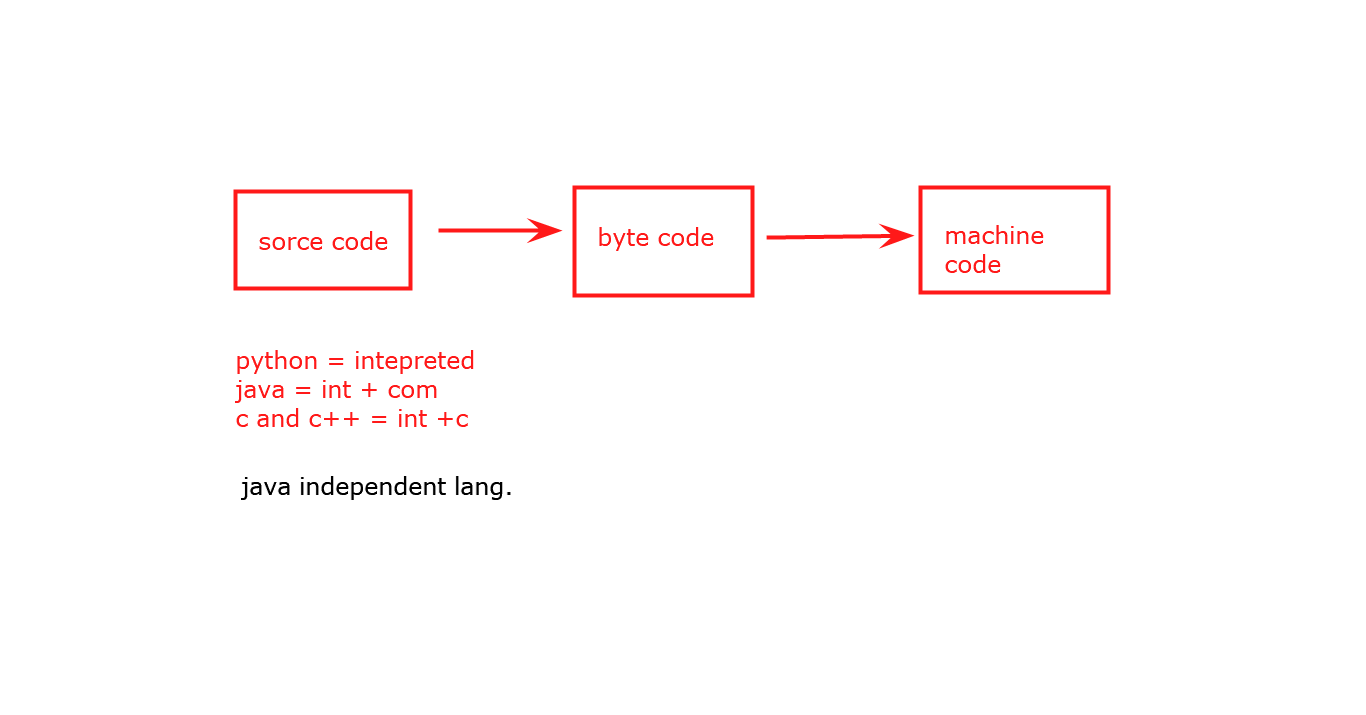 sorce code
byte code
machine
code
python = intepreted
java = int + com
c and c++ = int +c
java independent lang.